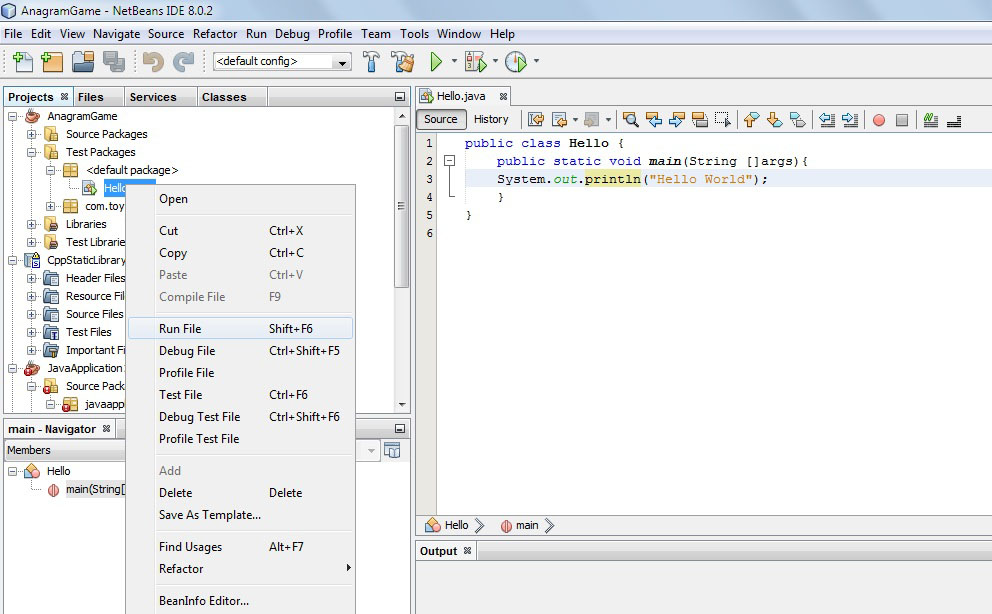 AnagramGame - NetBeans IDE 8.0.2
File Edit View Navigate Source Refactor Run Debug Profile Team Tools Window Help
<default config>
Projects Files Services Classes
AnagramGame
Source Packages
Test Packages
<default package>
Hello
com.toy
Libraries
Test Librarie
CppStaticLibrary
Header Files
Resource Fil
Source Files
Test Files
Important Fi
JavaApplication
Source Pack
javaapp
Open
Cut Ctrl+X
Copy Ctrl+C
Paste Ctrl+V
Compile File F9
Run File Shift+F6
Debug File Ctrl+Shift+F5
Profile File
Test File Ctrl+F6
Debug Test File Ctrl+Shift+F6
Profile Test File
Add
Delete Delete
Save As Template...
Find Usages Alt+F7
Refactor
BeanInfo Editor...
main - Navigator
Members
Hello
main(String[
Hello.java
Source History
1 public class Hello {
2 public static void main(String []args){
3 System.out.println("Hello World");
4 }
5 }
6
Hello main
Output